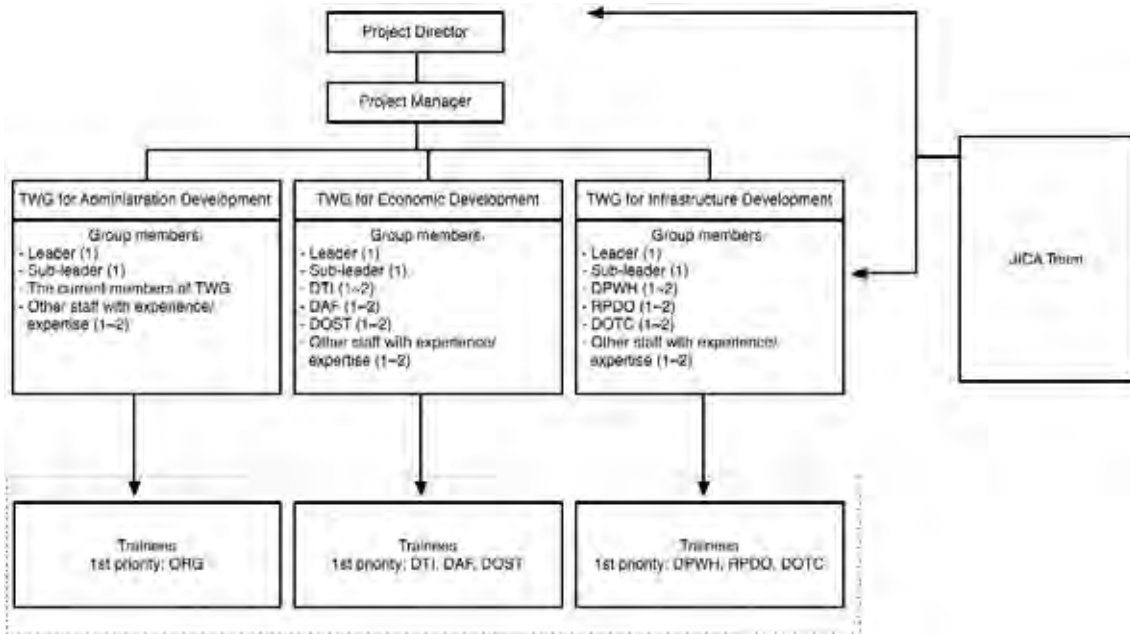 Project Director
Project Manager
TWG for Administration Development
Group members
- Leader (1)
- Sub-leader (1)
- The current members of TWG
- Other staff with experience/
expertise (1~2)
TWG for Economic Development
Group members
- Leader (1)
- Sub-leader (1)
- DTI (1~2)
- DAF (1~2)
- DOST (1~2)
- Other staff with experience/
expertise (1~2)
TWG for Infrastructure Development
Group members
- Leader (1)
- Sub-leader (1)
- DPWH (1~2)
- RPDO (1~2)
- DOTC (1~2)
- Other staff with experience/
expertise (1~2)
JICA Team
Trainees
1st priority: ORG
Trainees
1st priority: DTI, DAF, DOST
Trainees
1st priority: DPWH, RPDO, DOTC